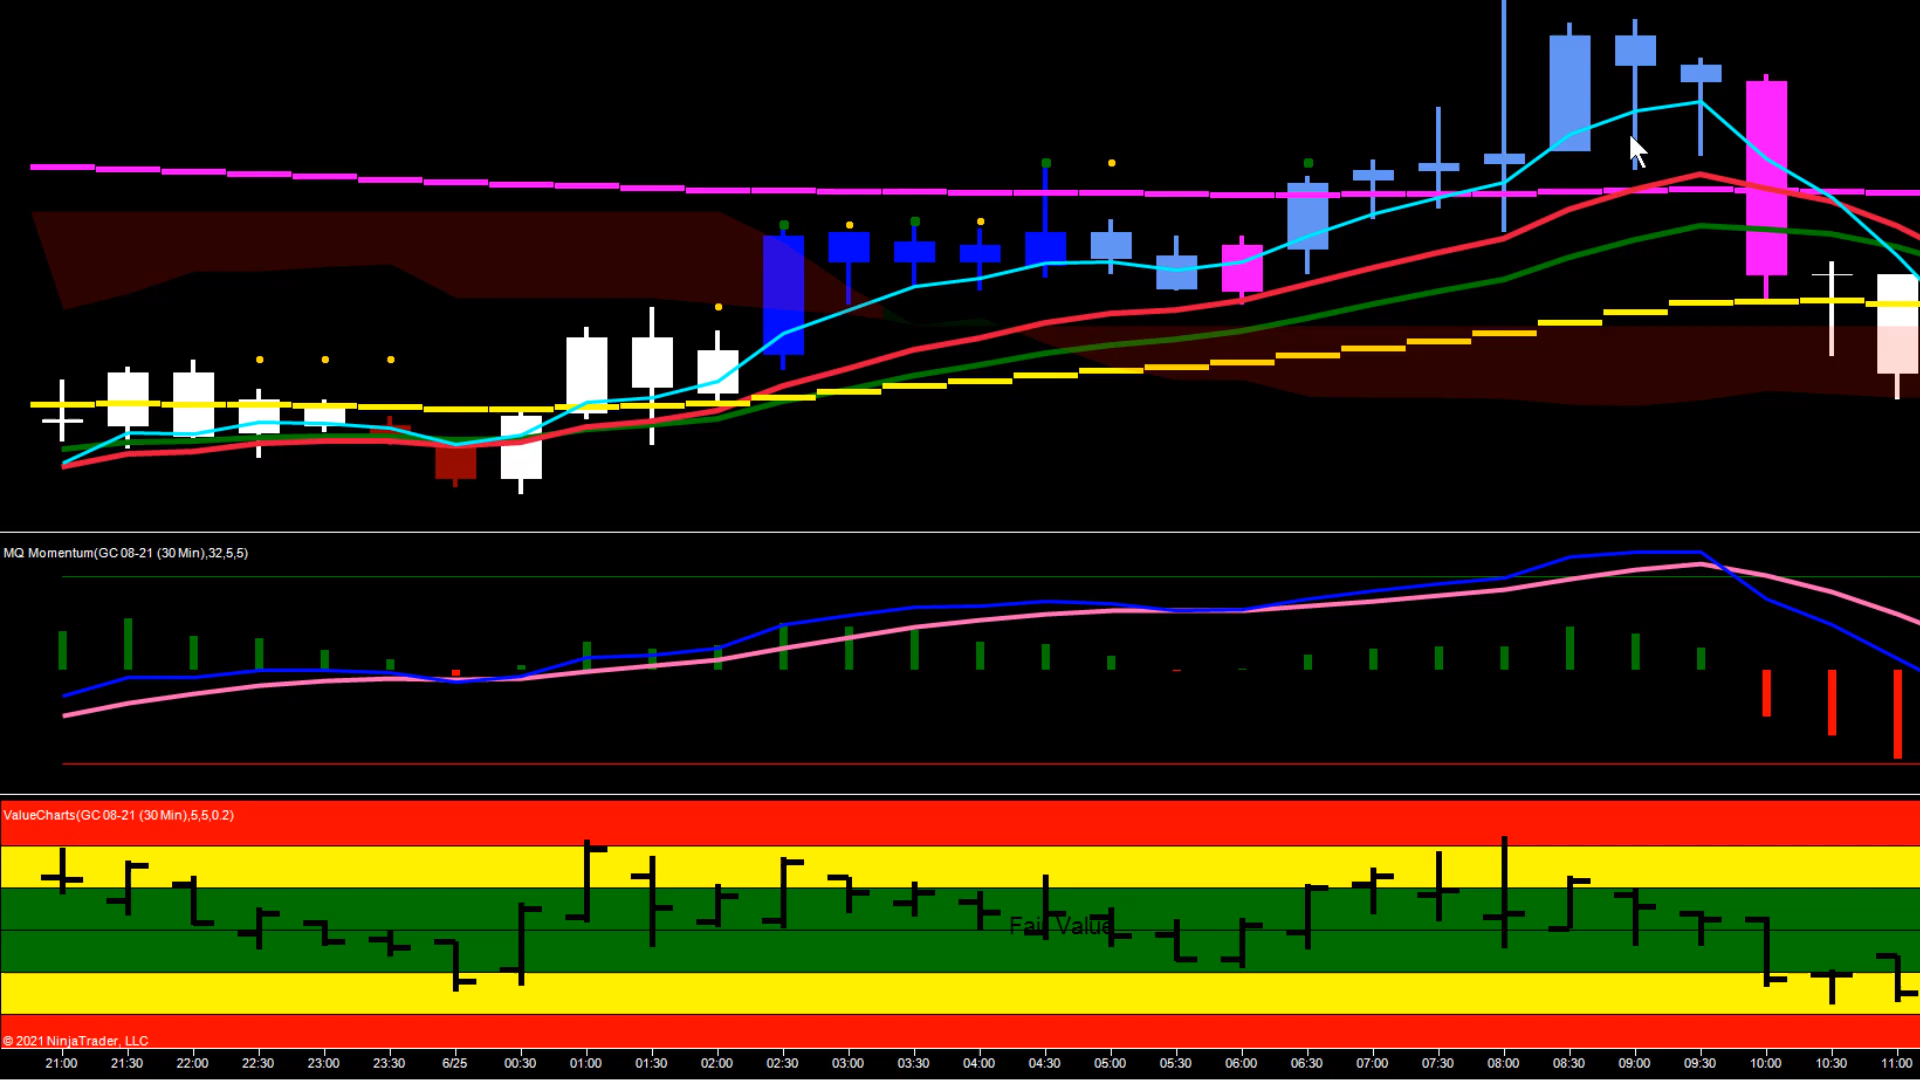 MQ Momentum(GC 08-21 (30 Min),32,5,5)
ValueCharts(GC 08-21 (30 Min),5,5,0.2)
Fair Value
© 2021 NinjaTrader, LLC
21:00 21:30 22:00 22:30 23:00 23:30 6/25 00:30 01:00 01:30 02:00 02:30 03:00 03:30 04:00 04:30 05:00 05:30 06:00 06:30 07:00 07:30 08:00 08:30 09:00 09:30 10:00 10:30 11:00